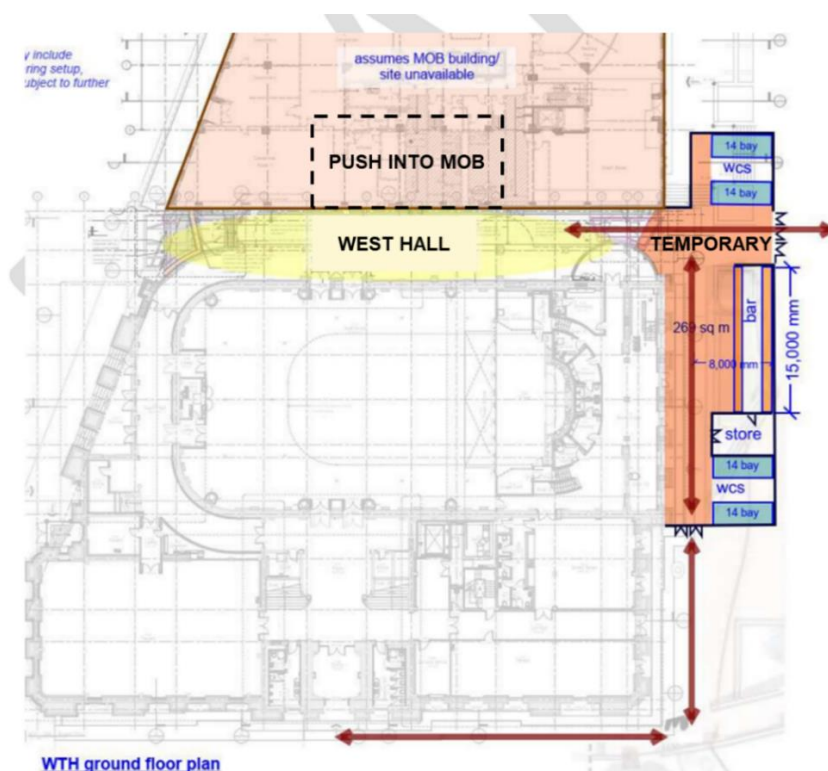 y include
ring setup,
ubject to further
assumes MOB building/
site unavailable
PUSH INTO MOB
14 bay
WCS
14 bay
WEST HALL
TEMPORARY
269 sq m
bar
8,000 mm
15,000 mm
store
14 bay
WCS
14 bay
WTH ground floor plan